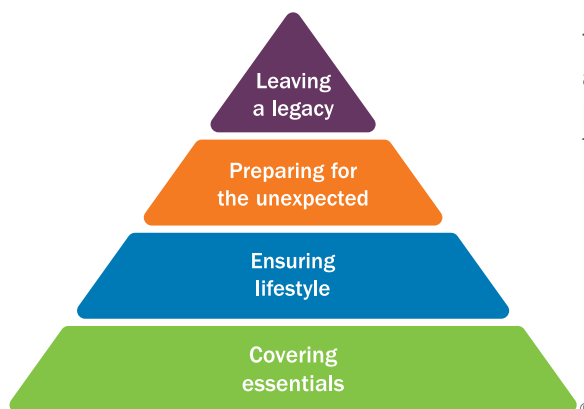 Leaving
a legacy
Preparing for
the unexpected
Ensuring
lifestyle
Covering
essentials